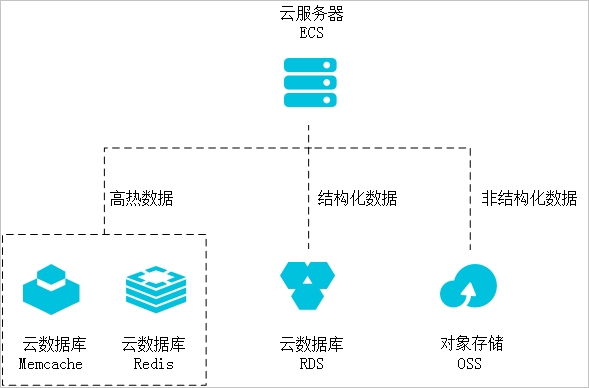 云服务器
ECS
高热数据
结构化数据
非结构化数据
云数据库
Memcache
云数据库
Redis
云数据库
RDS
对象存储
OSS